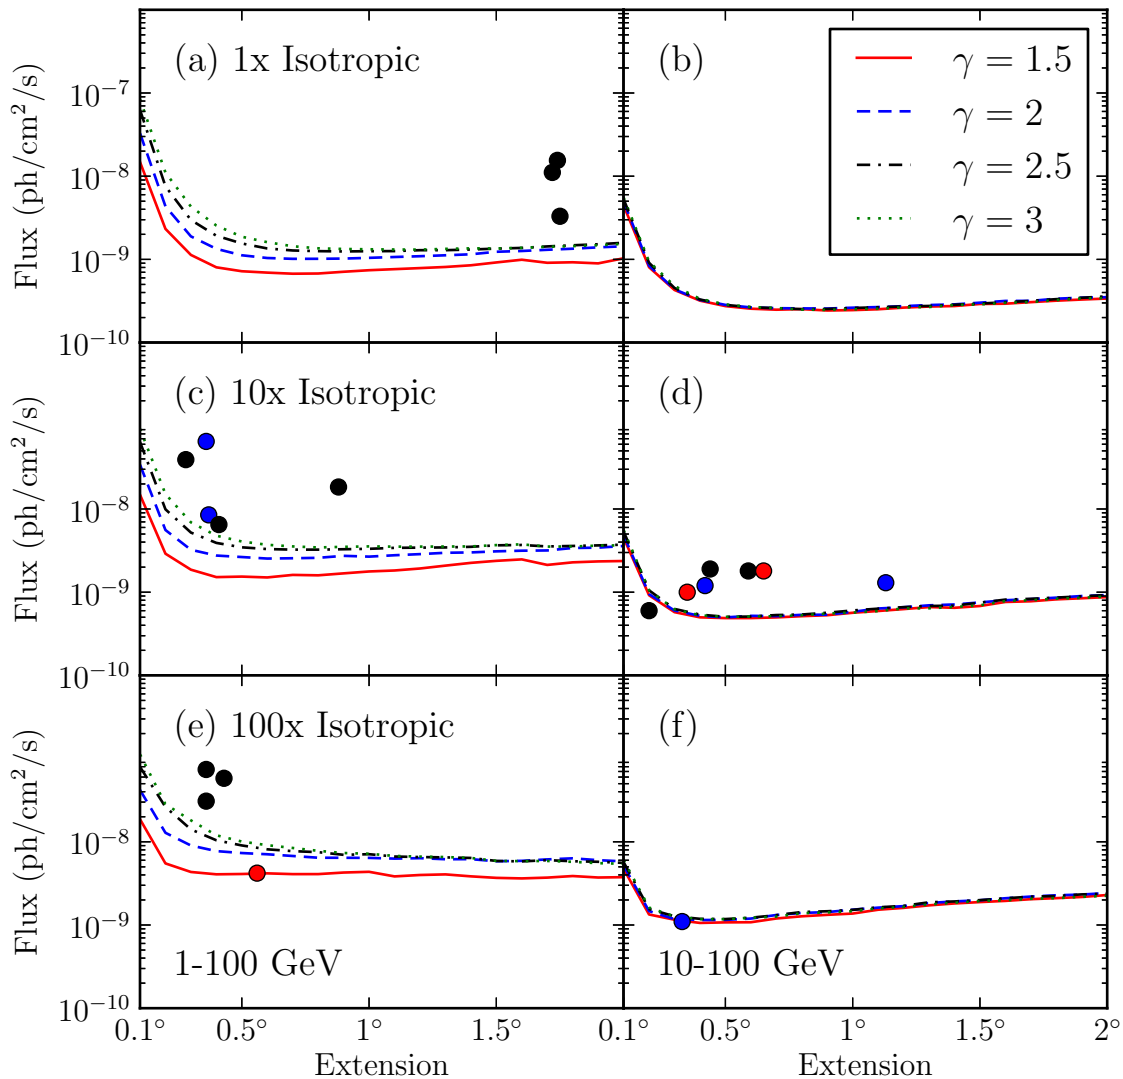 (a) 1x Isotropic
(b)
γ = 1.5
γ = 2
γ = 2.5
γ = 3
Flux (ph/cm²/s)
10⁻⁷
10⁻⁸
10⁻⁹
10⁻¹⁰
(c) 10x Isotropic
(d)
Flux (ph/cm²/s)
10⁻⁸
10⁻⁹
10⁻¹⁰
(e) 100x Isotropic
(f)
Flux (ph/cm²/s)
10⁻⁸
10⁻⁹
10⁻¹⁰
1-100 GeV
10-100 GeV
0.1° 0.5° 1° 1.5° 0.1° 0.5° 1° 1.5° 2°
Extension
Extension